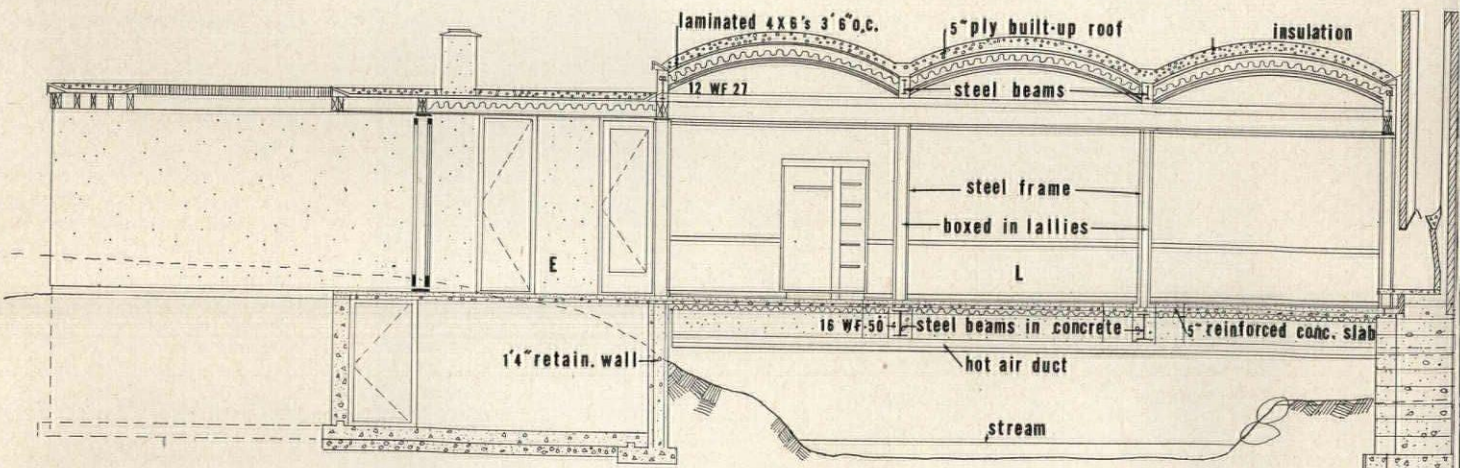 laminated 4X6's 3'6"o.c.
5"ply built-up roof
insulation
12 WF 27
steel beams
steel frame
boxed in lallies
E
L
16 WF 50
steel beams in concrete
5"reinforced conc. slab
1'4"retain. wall
hot air duct
stream